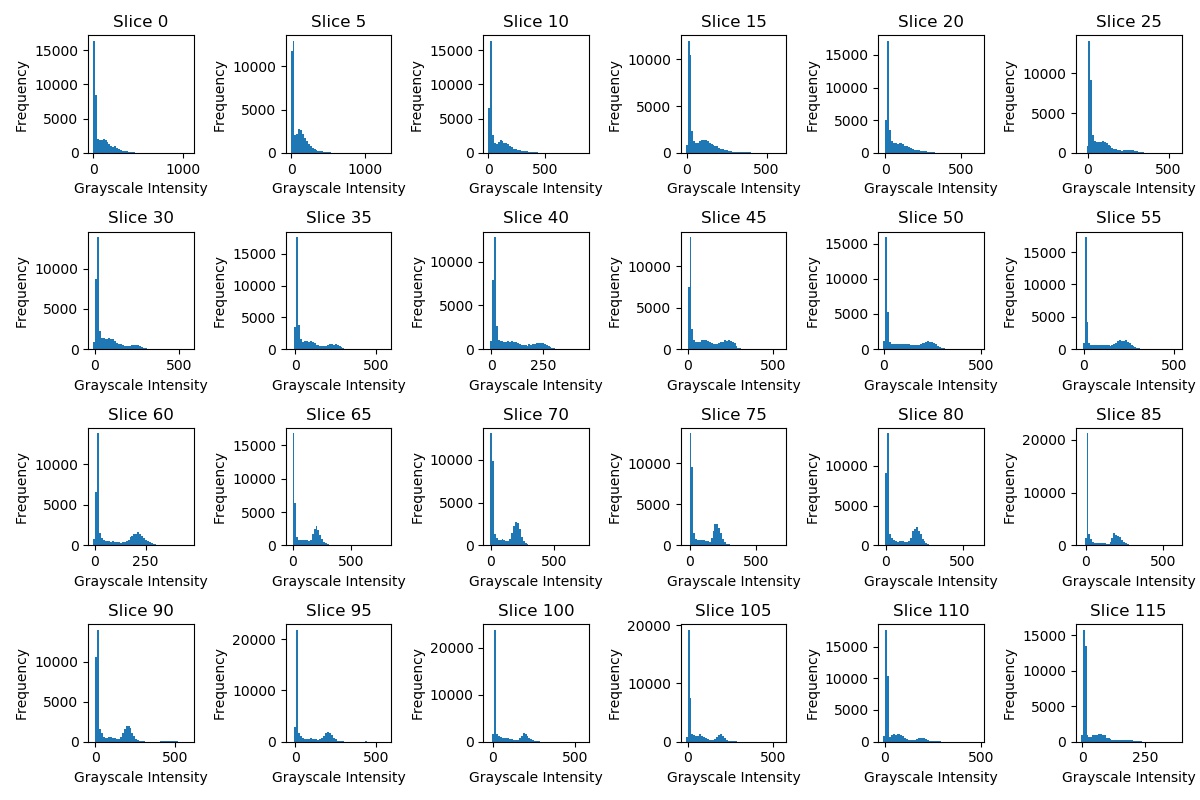 Slice 0 Slice 5 Slice 10 Slice 15 Slice 20 Slice 25
15000 10000 5000 0 Frequency 0 1000 Grayscale Intensity
10000 5000 0 Frequency 0 1000 Grayscale Intensity
15000 10000 5000 0 Frequency 0 500 Grayscale Intensity
10000 5000 0 Frequency 0 500 Grayscale Intensity
15000 10000 5000 0 Frequency 0 500 Grayscale Intensity
10000 5000 0 Frequency 0 500 Grayscale Intensity
Slice 30 Slice 35 Slice 40 Slice 45 Slice 50 Slice 55
10000 5000 0 Frequency 0 500 Grayscale Intensity
15000 10000 5000 0 Frequency 0 500 Grayscale Intensity
10000 5000 0 Frequency 0 250 Grayscale Intensity
10000 5000 0 Frequency 0 500 Grayscale Intensity
15000 10000 5000 0 Frequency 0 500 Grayscale Intensity
15000 10000 5000 0 Frequency 0 500 Grayscale Intensity
Slice 60 Slice 65 Slice 70 Slice 75 Slice 80 Slice 85
10000 5000 0 Frequency 0 250 Grayscale Intensity
15000 10000 5000 0 Frequency 0 500 Grayscale Intensity
10000 5000 0 Frequency 0 500 Grayscale Intensity
10000 5000 0 Frequency 0 500 Grayscale Intensity
10000 5000 0 Frequency 0 500 Grayscale Intensity
20000 10000 0 Frequency 0 500 Grayscale Intensity
Slice 90 Slice 95 Slice 100 Slice 105 Slice 110 Slice 115
10000 5000 0 Frequency 0 500 Grayscale Intensity
20000 10000 0 Frequency 0 500 Grayscale Intensity
20000 10000 0 Frequency 0 500 Grayscale Intensity
20000 10000 0 Frequency 0 500 Grayscale Intensity
15000 10000 5000 0 Frequency 0 500 Grayscale Intensity
15000 10000 5000 0 Frequency 0 250 Grayscale Intensity